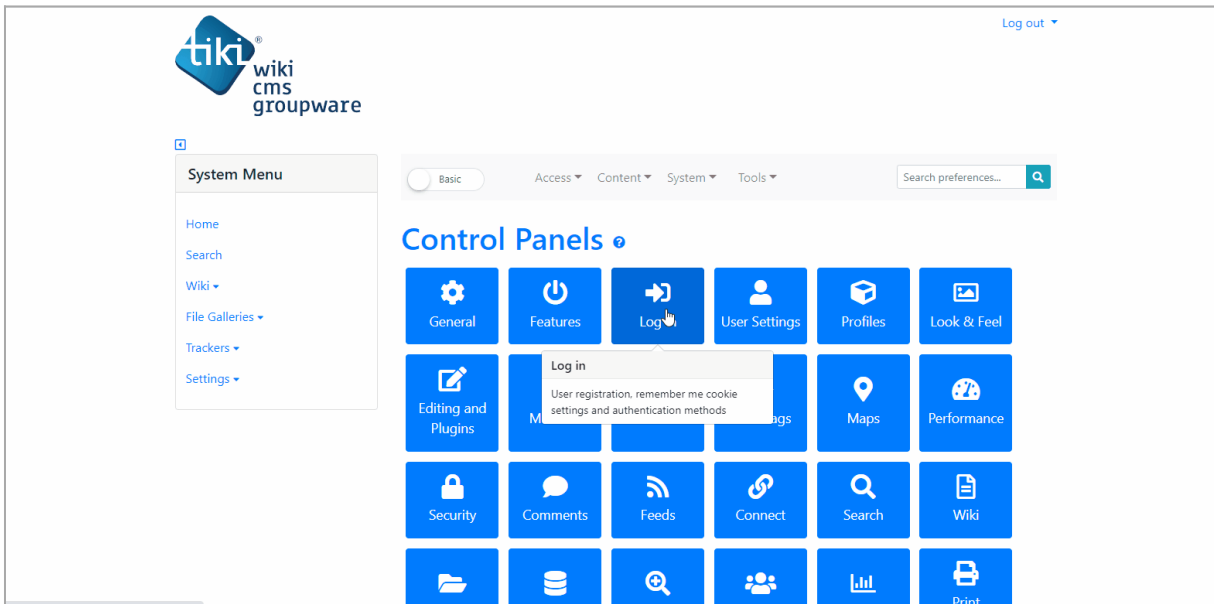 Log out
tiki®
wiki
cms
groupware
System Menu
Basic
Access
Content
System
Tools
Search preferences...
Home
Search
Wiki
File Galleries
Trackers
Settings
Control Panels
General
Features
Log in
User Settings
Profiles
Look & Feel
Log in
User registration, remember me cookie
settings and authentication methods
Editing and
Plugins
M
ags
Maps
Performance
Security
Comments
Feeds
Connect
Search
Wiki
Print